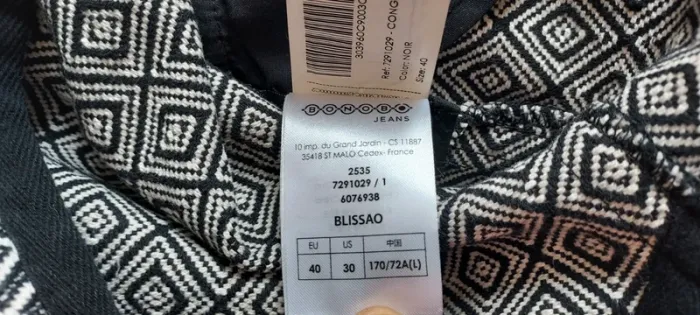 Ref: 7291029 - CONG
Color: NOIR
Size: 40
BONOBO
JEANS
10 imp. du Grand Jardin - CS 11887
35418 ST MALO Cedex - France
2535
7291029 / 1
6076938
BLISSAO
EU US 中国
40 30 170/72A(L)